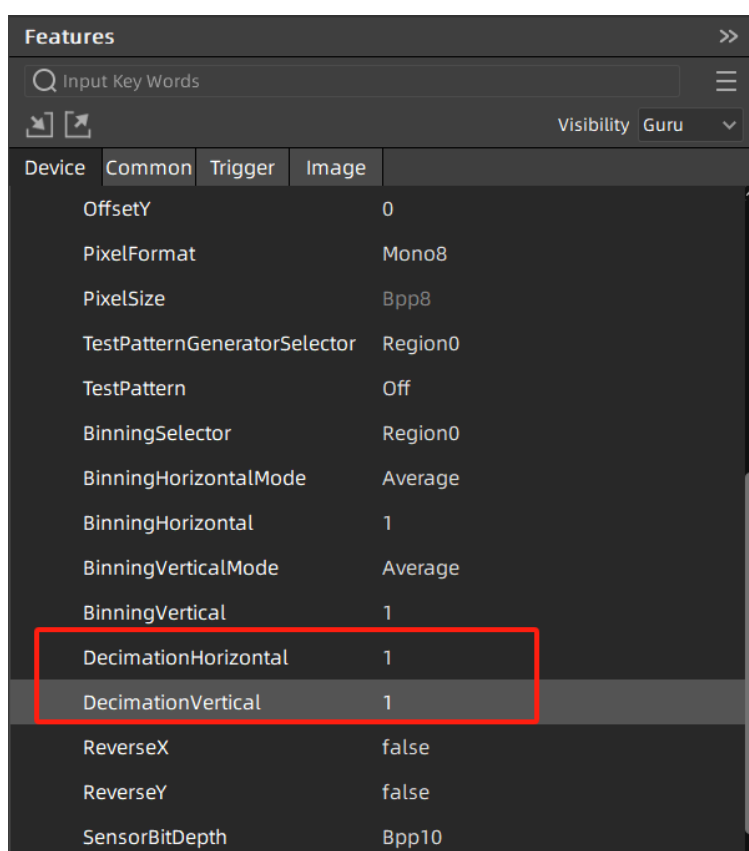 Features
Input Key Words
Visibility Guru
Device Common Trigger Image
OffsetY 0
PixelFormat Mono8
PixelSize Bpp8
TestPatternGeneratorSelector Region0
TestPattern Off
BinningSelector Region0
BinningHorizontalMode Average
BinningHorizontal 1
BinningVerticalMode Average
BinningVertical 1
DecimationHorizontal 1
DecimationVertical 1
ReverseX false
ReverseY false
SensorBitDepth Bpp10